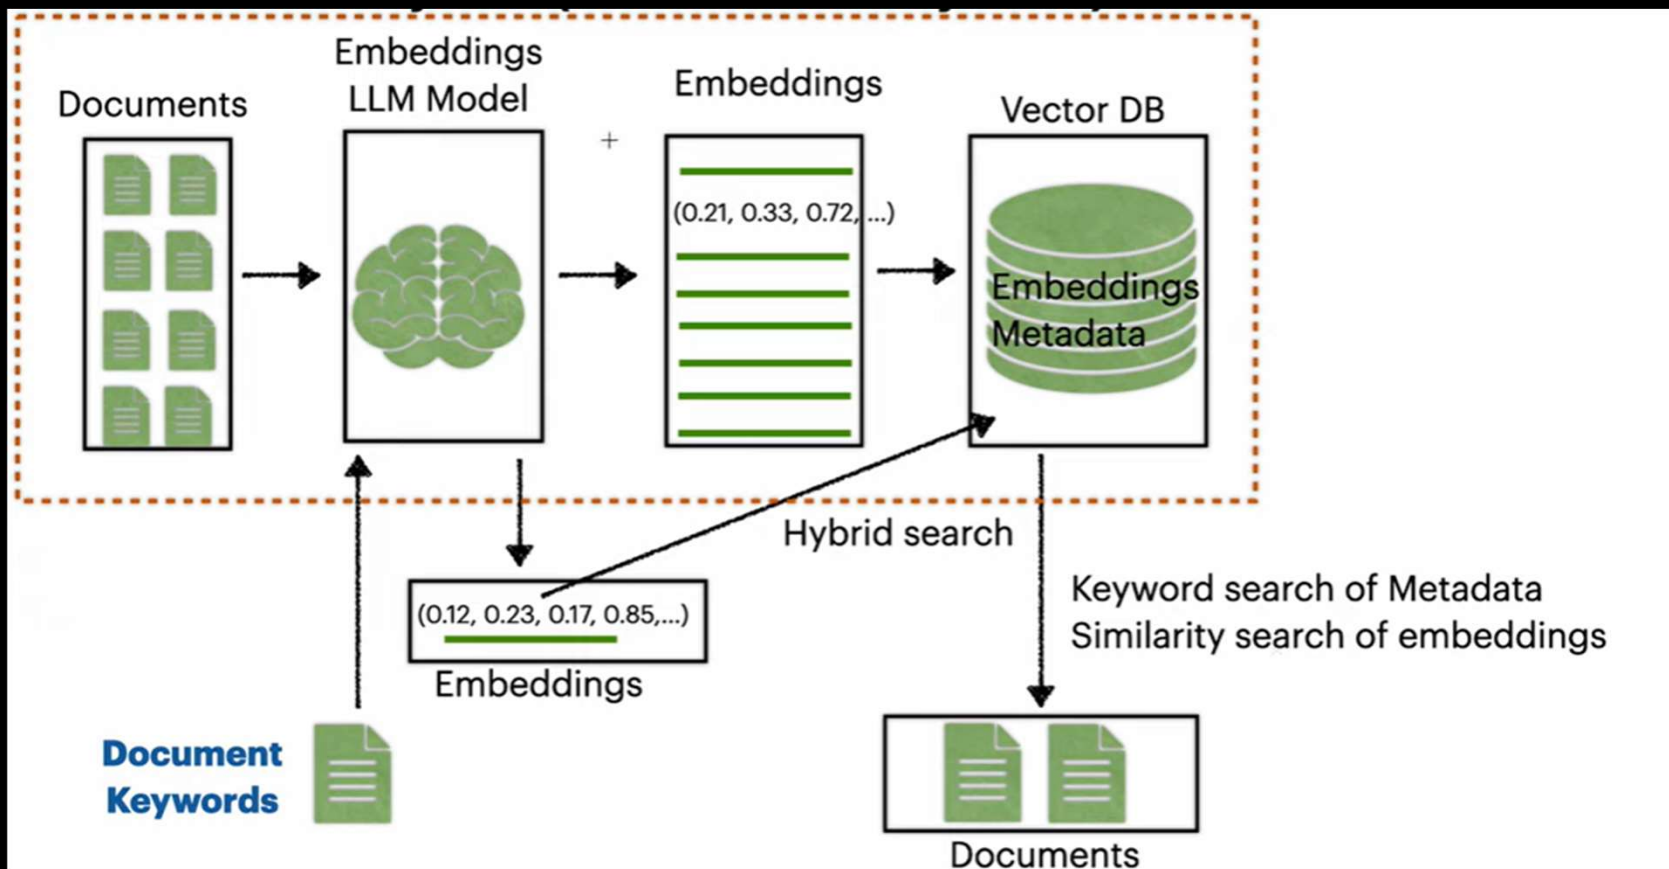 Embeddings
LLM Model
Documents
Embeddings
Vector DB
(0.21, 0.33, 0.72, ...)
Embeddings
Metadata
Hybrid search
(0.12, 0.23, 0.17, 0.85,...)
Embeddings
Keyword search of Metadata
Similarity search of embeddings
Document
Keywords
Documents